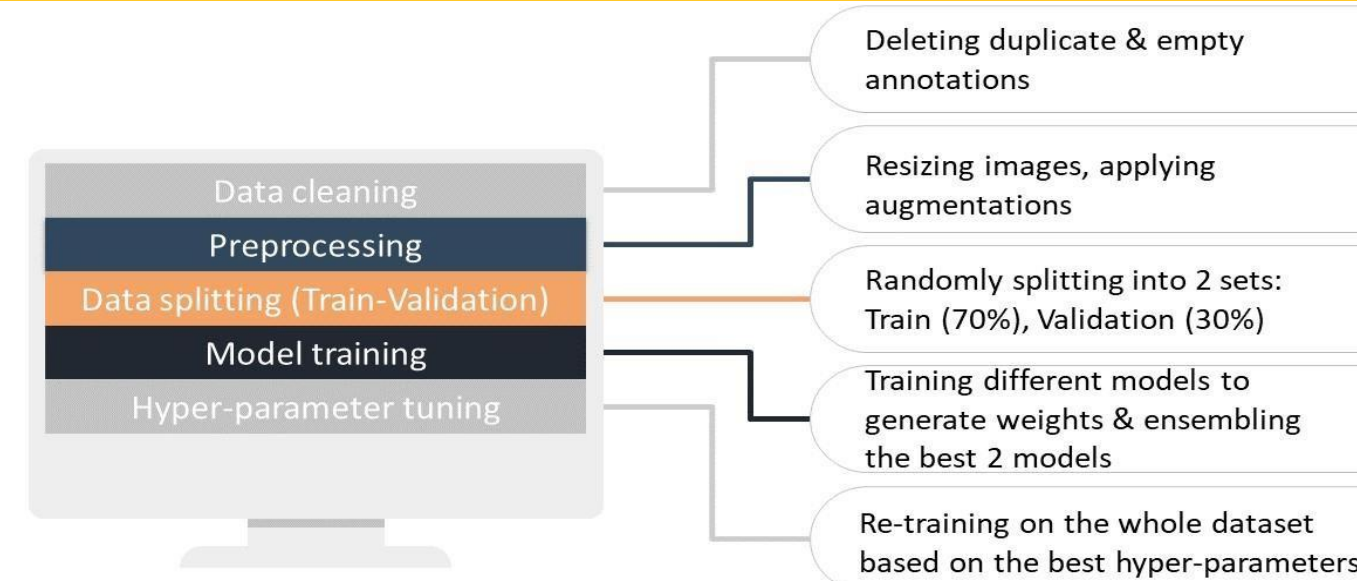 Data cleaning
Preprocessing
Data splitting (Train-Validation)
Model training
Hyper-parameter tuning
Deleting duplicate & empty
annotations
Resizing images, applying
augmentations
Randomly splitting into 2 sets:
Train (70%), Validation (30%)
Training different models to
generate weights & ensembling
the best 2 models
Re-training on the whole dataset
based on the best hyper-parameters